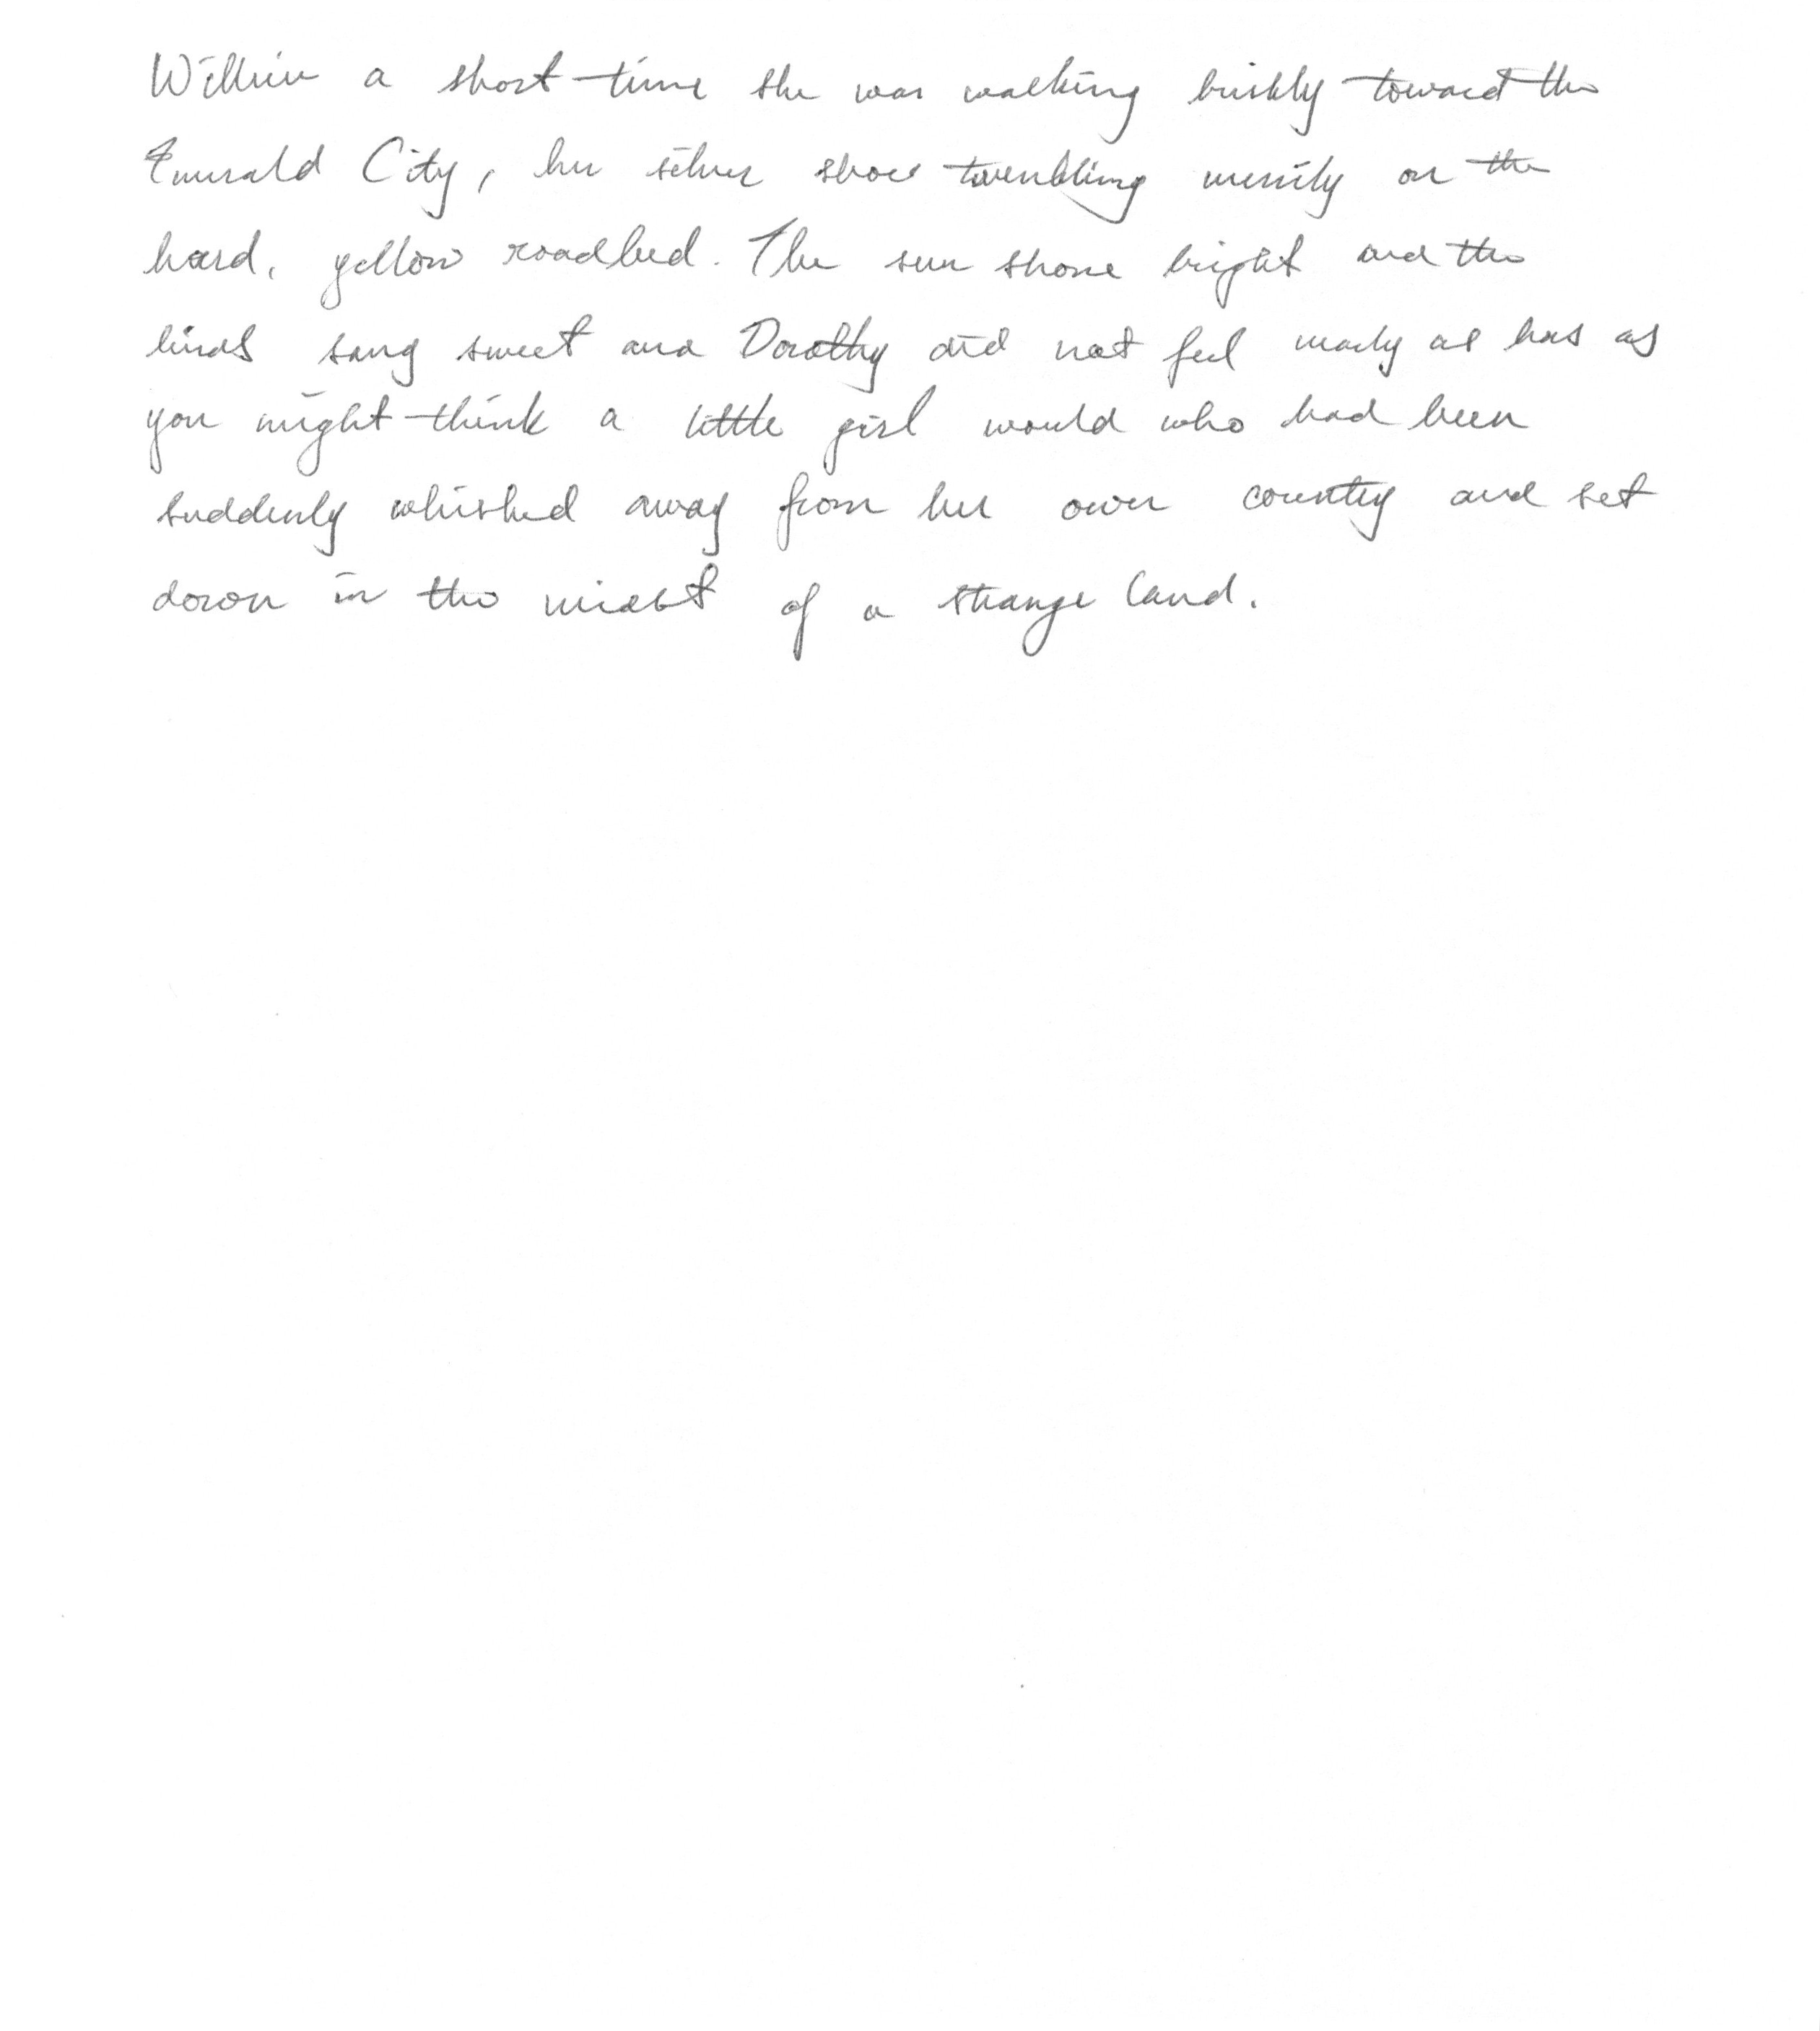 Within a short time she was walking briskly toward the
Emerald City, her silver shoes twinkling merrily on the
hard, yellow roadbed. The sun shone bright and the
birds sang sweet and Dorothy did not feel nearly as bad as
you might think a little girl would who had been
suddenly whisked away from her own country and set
down in the midst of a strange land.